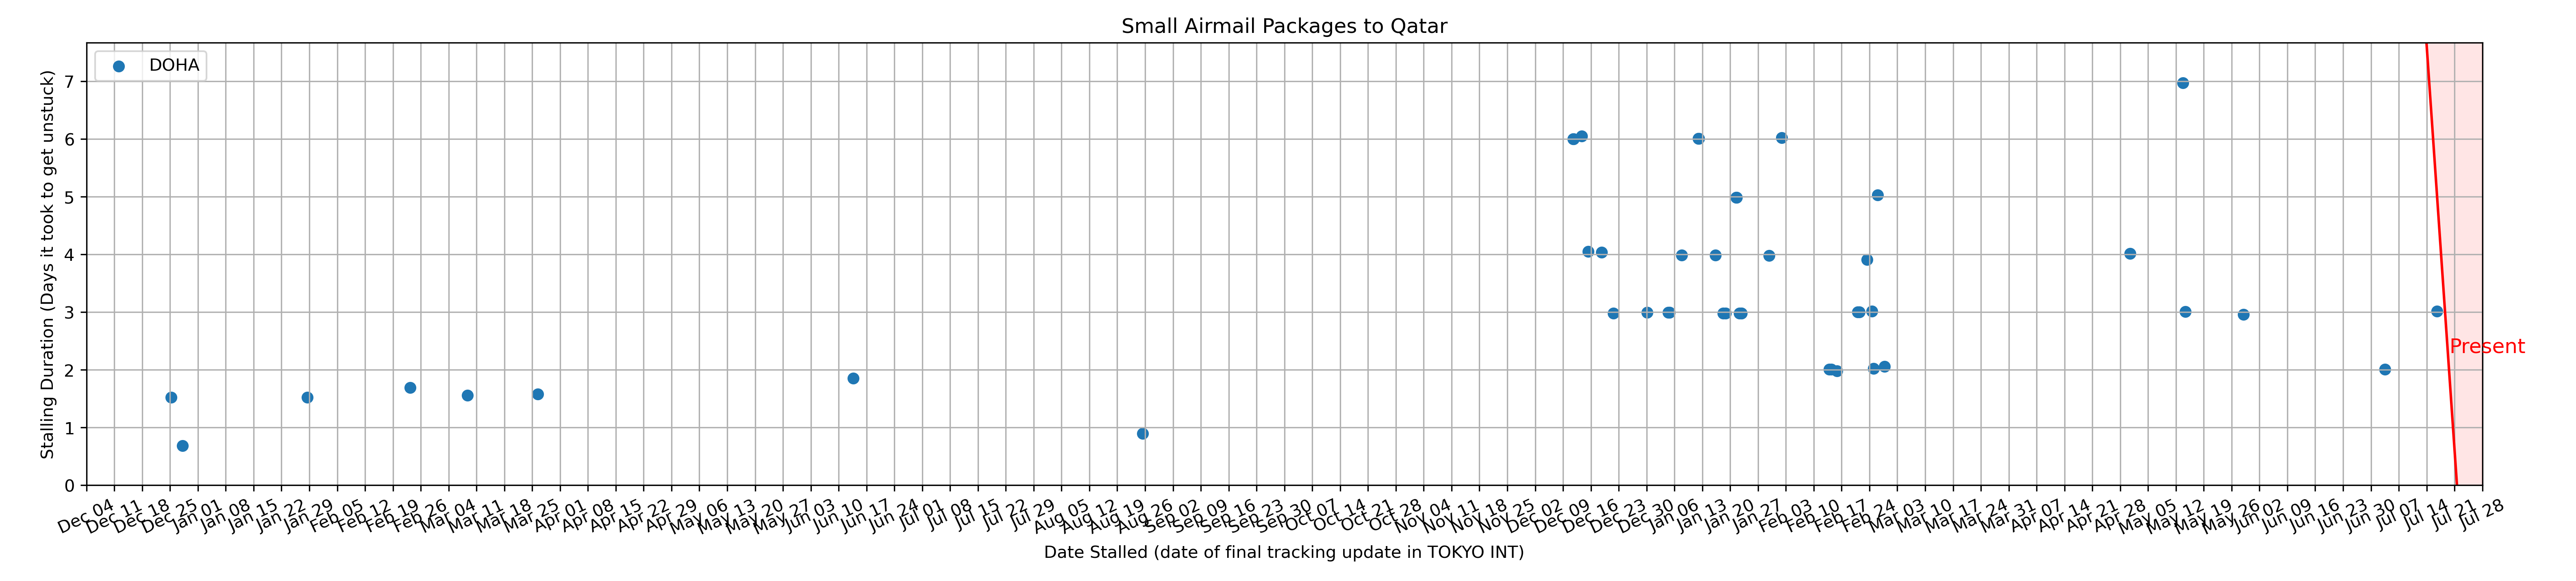 Small Airmail Packages to Qatar
DOHA
Stalling Duration (Days it took to get unstuck)
7
6
5
4
3
2
1
0
Present
Dec 04
Dec 11
Dec 18
Dec 25
Jan 01
Jan 08
Jan 15
Jan 22
Jan 29
Feb 05
Feb 12
Feb 19
Feb 26
Mar 04
Mar 11
Mar 18
Mar 25
Apr 01
Apr 08
Apr 15
Apr 22
Apr 29
May 06
May 13
May 20
May 27
Jun 03
Jun 10
Jun 17
Jun 24
Jul 01
Jul 08
Jul 15
Jul 22
Jul 29
Aug 05
Aug 12
Aug 19
Aug 26
Sep 02
Sep 09
Sep 16
Sep 23
Sep 30
Oct 07
Oct 14
Oct 21
Oct 28
Nov 04
Nov 11
Nov 18
Nov 25
Dec 02
Dec 09
Dec 16
Dec 23
Dec 30
Jan 06
Jan 13
Jan 20
Jan 27
Feb 03
Feb 10
Feb 17
Feb 24
Mar 03
Mar 10
Mar 17
Mar 24
Mar 31
Apr 07
Apr 14
Apr 21
Apr 28
May 05
May 12
May 19
May 26
Jun 02
Jun 09
Jun 16
Jun 23
Jun 30
Jul 07
Jul 14
Jul 21
Jul 28
Date Stalled (date of final tracking update in TOKYO INT)